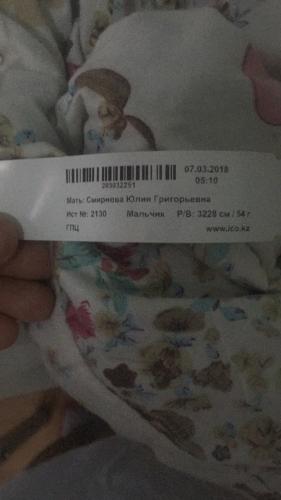 07.03.2018
203032251
05:10
Мать: Смирнова Юлия Григорьевна
Ист №: 2130 Мальчик Р/В: 3228 см / 54 г
ГПЦ www.ico.kz